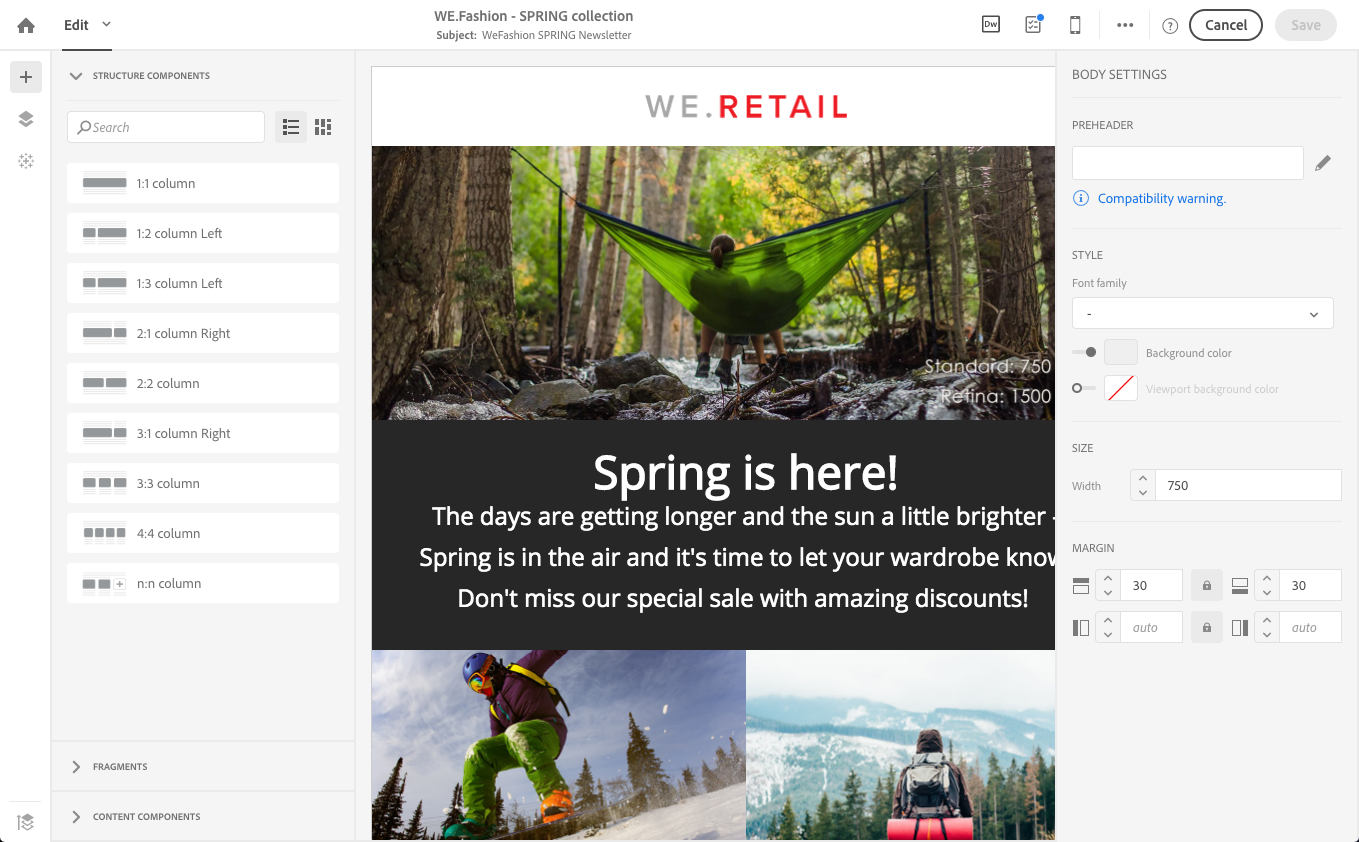 Edit
WE.Fashion - SPRING collection
Subject: WeFashion SPRING Newsletter
Dw
Cancel
Save
STRUCTURE COMPONENTS
Search
1:1 column
1:2 column Left
1:3 column Left
2:1 column Right
2:2 column
3:1 column Right
3:3 column
4:4 column
n:n column
FRAGMENTS
CONTENT COMPONENTS
WE.RETAIL
Standard: 750
Retina: 1500
Spring is here!
The days are getting longer and the sun a little brighter -
Spring is in the air and it's time to let your wardrobe know
Don't miss our special sale with amazing discounts!
BODY SETTINGS
PREHEADER
Compatibility warning.
STYLE
Font family
-
Background color
Viewport background color
SIZE
Width 750
MARGIN
30 30
auto auto